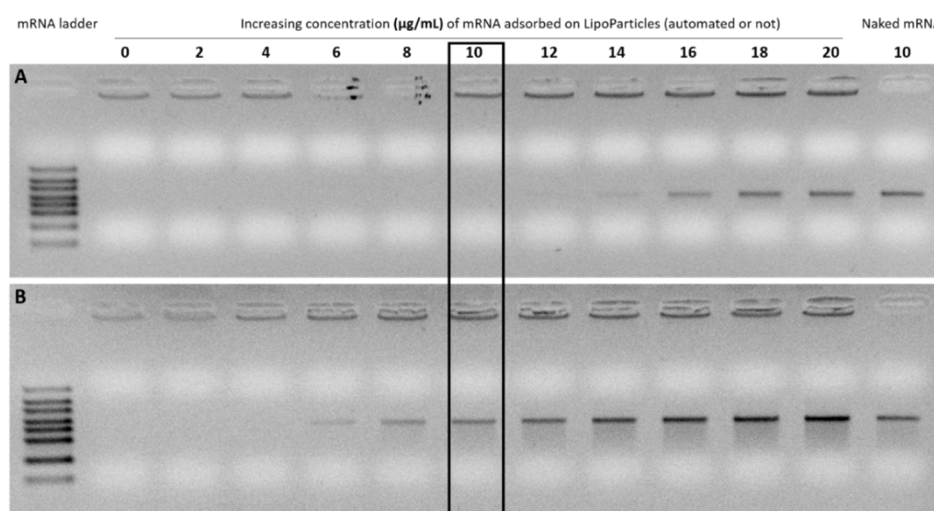 mRNA ladder Increasing concentration (µg/mL) of mRNA adsorbed on LipoParticles (automated or not) Naked mRNA
0 2 4 6 8 10 12 14 16 18 20 10
A
B